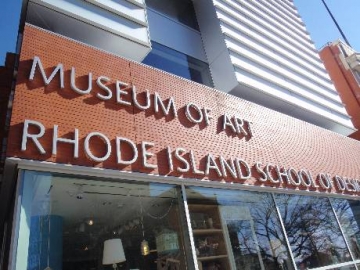 MUSEUM OF ART
RHODE ISLAND SCHOOL OF